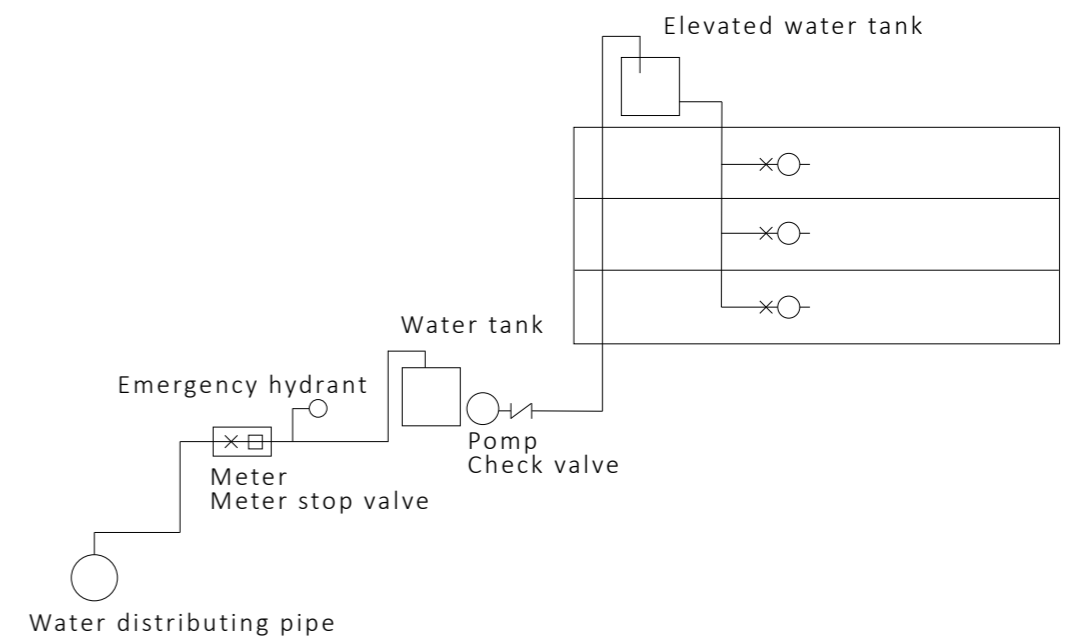 Elevated water tank
Water tank
Emergency hydrant
Pomp
Check valve
Meter
Meter stop valve
Water distributing pipe